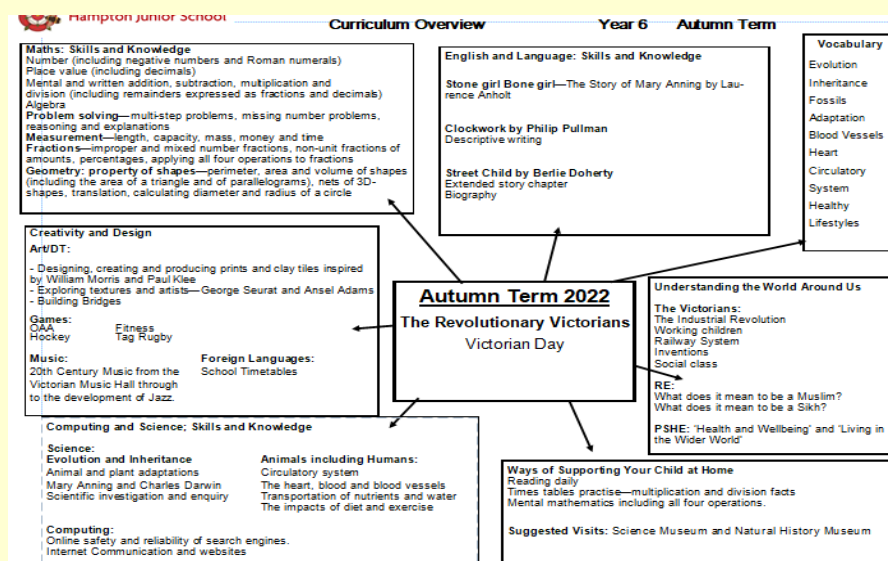 Hampton Junior School
Curriculum Overview Year 6 Autumn Term
Maths: Skills and Knowledge
Number (including negative numbers and Roman numerals)
Place value (including decimals)
Mental and written addition, subtraction, multiplication and
division (including remainders expressed as fractions and decimals)
Algebra
Problem solving—multi-step problems, missing number problems,
reasoning and explanations
Measurement—length, capacity, mass, money and time
Fractions—improper and mixed number fractions, non-unit fractions of
amounts, percentages, applying all four operations to fractions
Geometry: property of shapes—perimeter, area and volume of shapes
(including the area of a triangle and of parallelograms), nets of 3D-
shapes, translation, calculating diameter and radius of a circle
English and Language: Skills and Knowledge
Stone girl Bone girl—The Story of Mary Anning by Lau-
rence Anholt
Clockwork by Philip Pullman
Descriptive writing
Street Child by Berlie Doherty
Extended story chapter
Biography
Vocabulary
Evolution
Inheritance
Fossils
Adaptation
Blood Vessels
Heart
Circulatory
System
Healthy
Lifestyles
Creativity and Design
Art/DT:
- Designing, creating and producing prints and clay tiles inspired
by William Morris and Paul Klee
- Exploring textures and artists—George Seurat and Ansel Adams
- Building Bridges
Games:
OAA Fitness
Hockey Tag Rugby
Music:
20th Century Music from the
Victorian Music Hall through
to the development of Jazz.
Foreign Languages:
School Timetables
Autumn Term 2022
The Revolutionary Victorians
Victorian Day
Understanding the World Around Us
The Victorians:
The Industrial Revolution
Working children
Railway System
Inventions
Social class
RE:
What does it mean to be a Muslim?
What does it mean to be a Sikh?
PSHE: 'Health and Wellbeing' and 'Living in
the Wider World'
Computing and Science; Skills and Knowledge
Science:
Evolution and Inheritance
Animal and plant adaptations
Mary Anning and Charles Darwin
Scientific investigation and enquiry
Animals including Humans:
Circulatory system
The heart, blood and blood vessels
Transportation of nutrients and water
The impacts of diet and exercise
Computing:
Online safety and reliability of search engines.
Internet Communication and websites
Ways of Supporting Your Child at Home
Reading daily
Times tables practise—multiplication and division facts
Mental mathematics including all four operations.
Suggested Visits: Science Museum and Natural History Museum